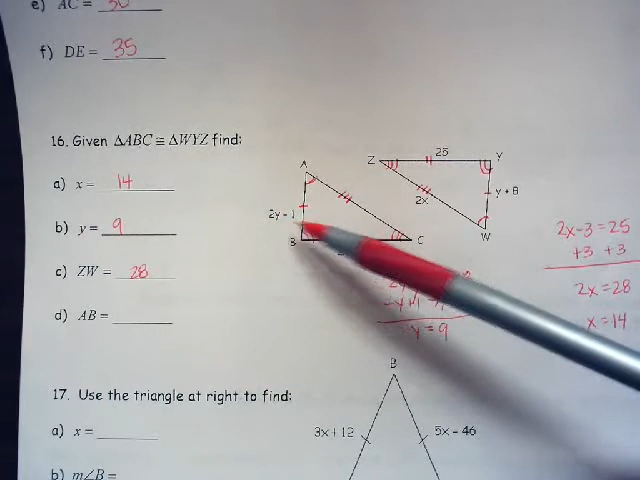 e) AC = 50
f) DE = 35
16. Given ΔABC ≅ ΔWYZ find:
a) x = 14
b) y = 9
c) ZW = 28
d) AB =
A
2y - 1
B
C
Z
25
Y
2x
y + 8
W
2x-3=25
+3 +3
2x=28
x=14
y = 9
17. Use the triangle at right to find:
a) x =
b) m∠B =
B
3x + 12
5x - 46